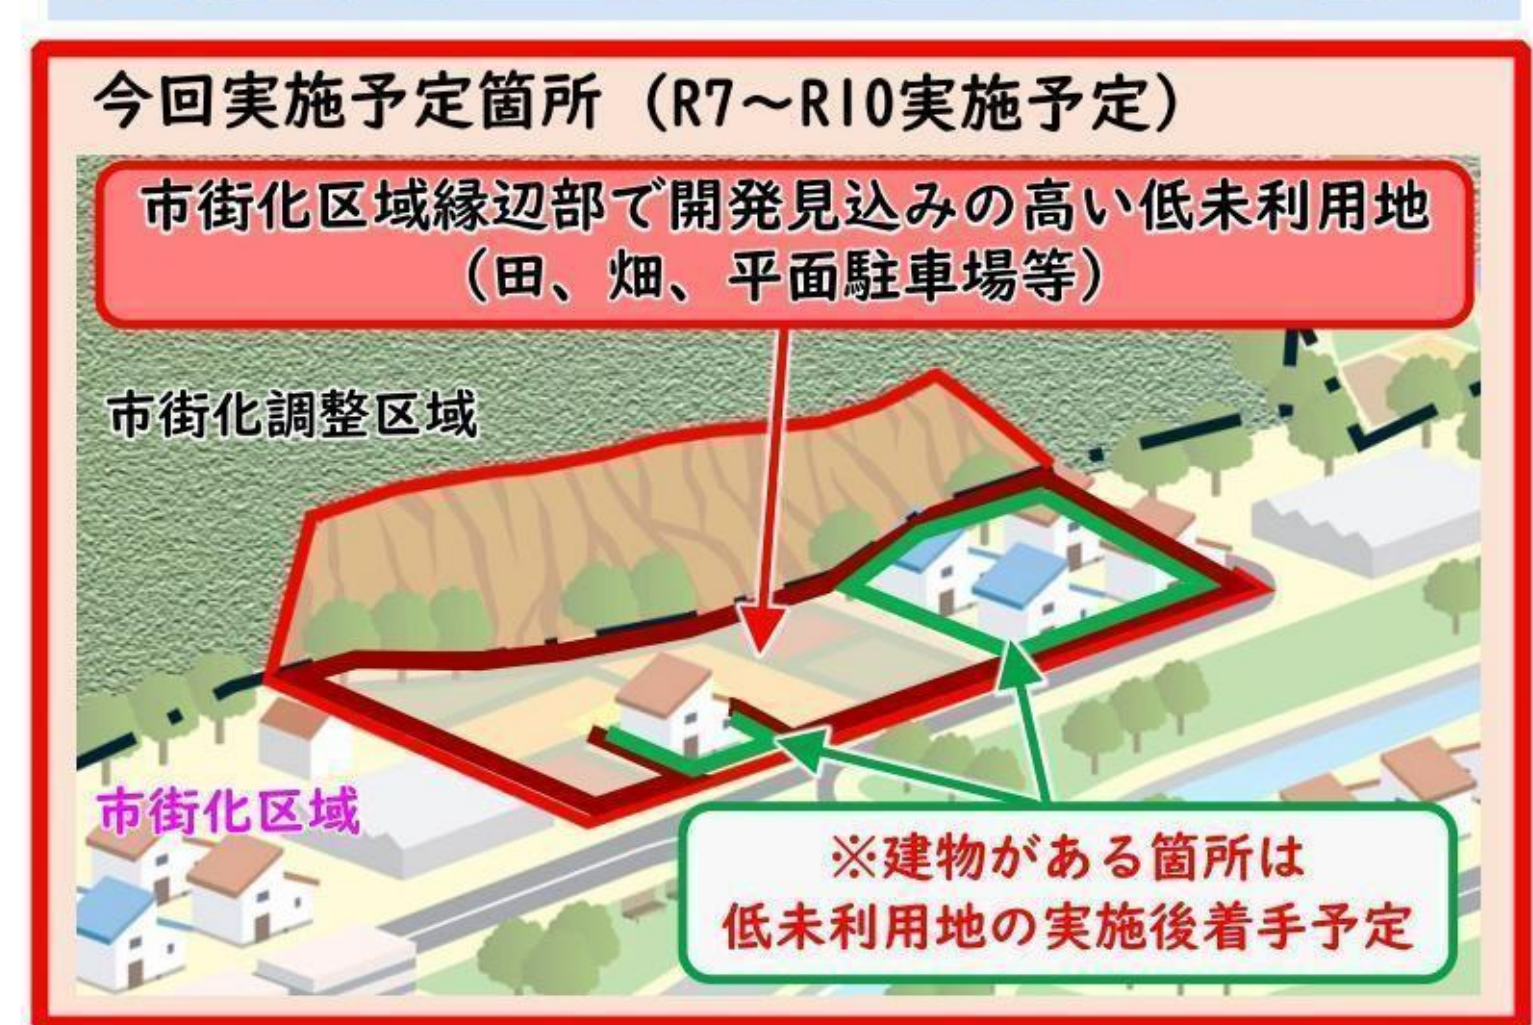 今回実施予定箇所（R7～R10実施予定）
市街化区域縁辺部で開発見込みの高い低未利用地
（田、畑、平面駐車場等）
市街化調整区域
市街化区域
※建物がある箇所は
低未利用地の実施後着手予定